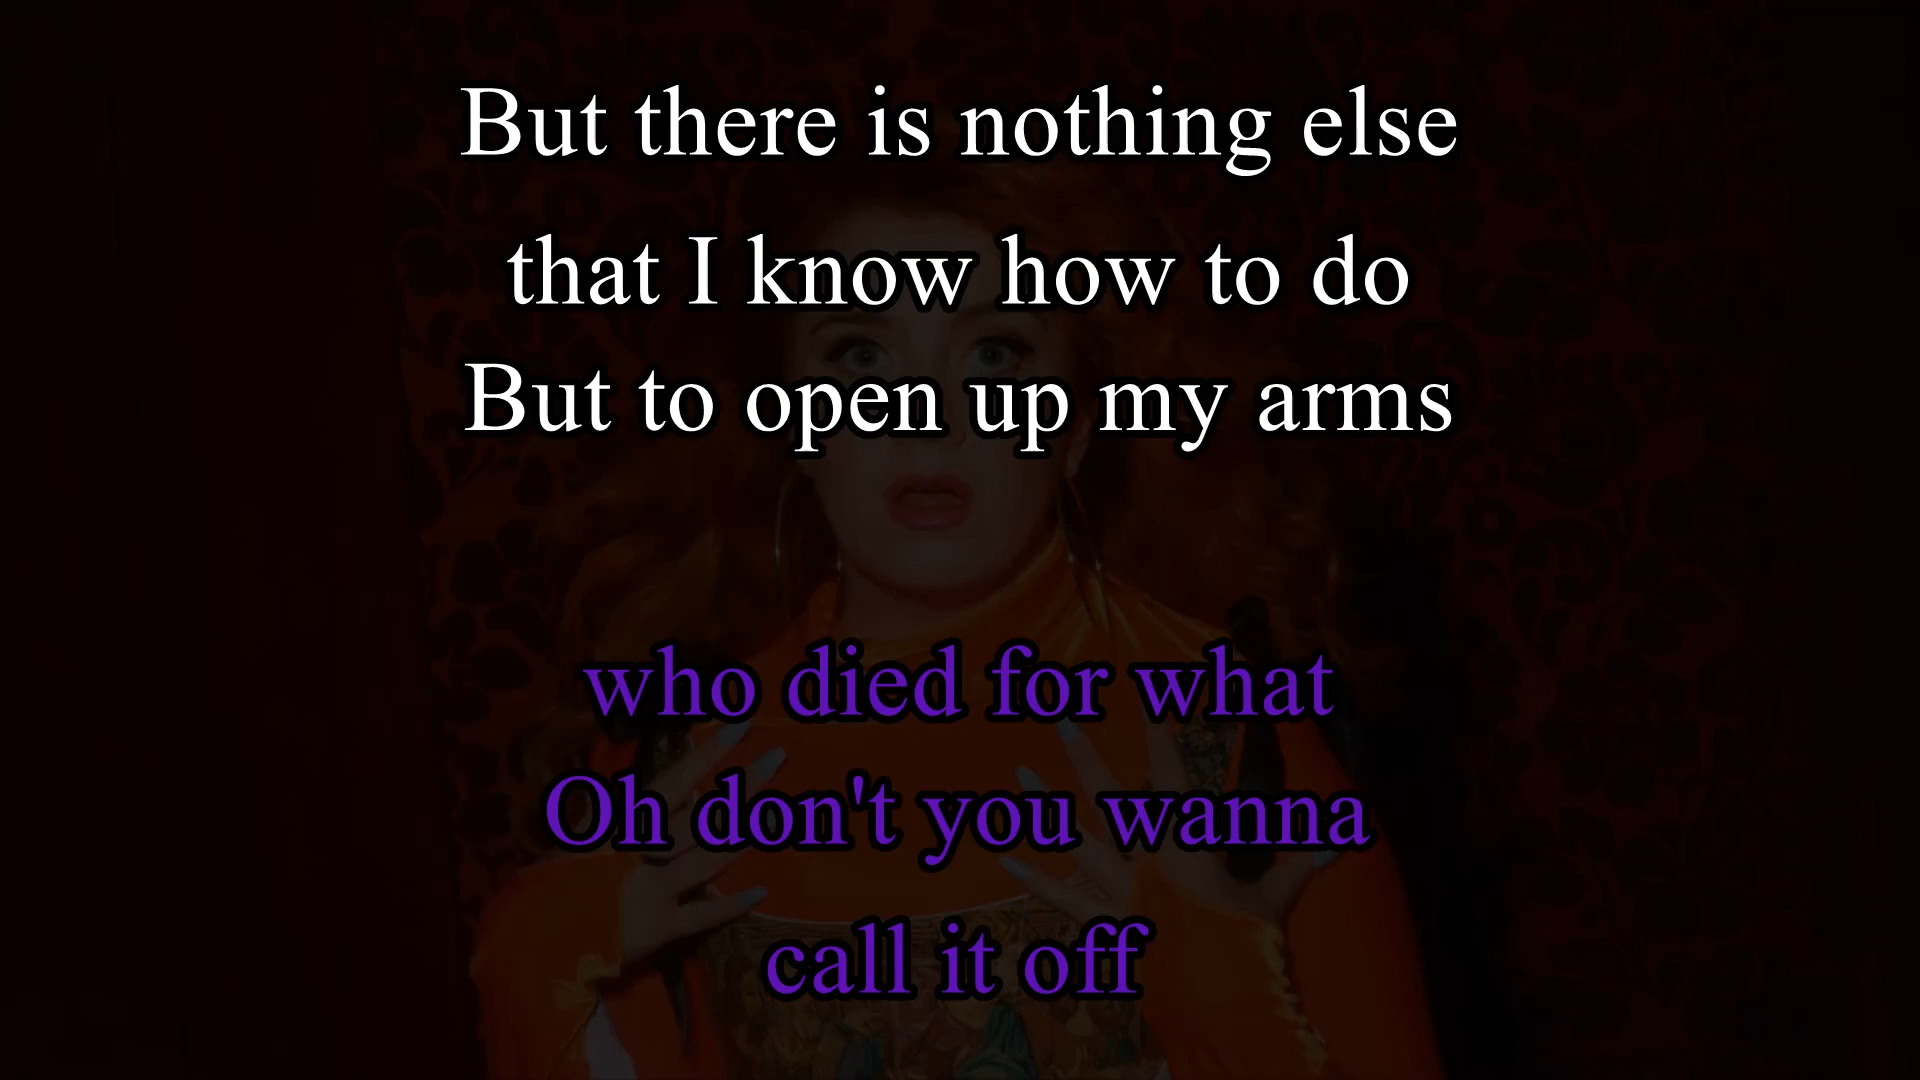 But there is nothing else
that I know how to do
But to open up my arms
who died for what
Oh don't you wanna
call it off